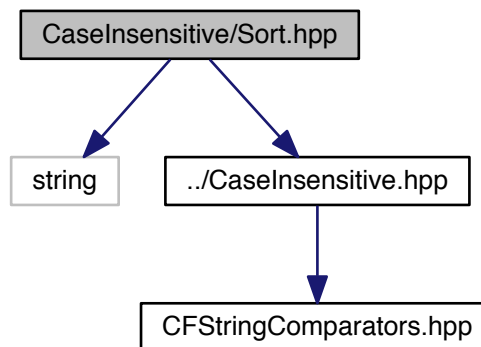 CaseInsensitive/Sort.hpp
string
../CaseInsensitive.hpp
CFStringComparators.hpp